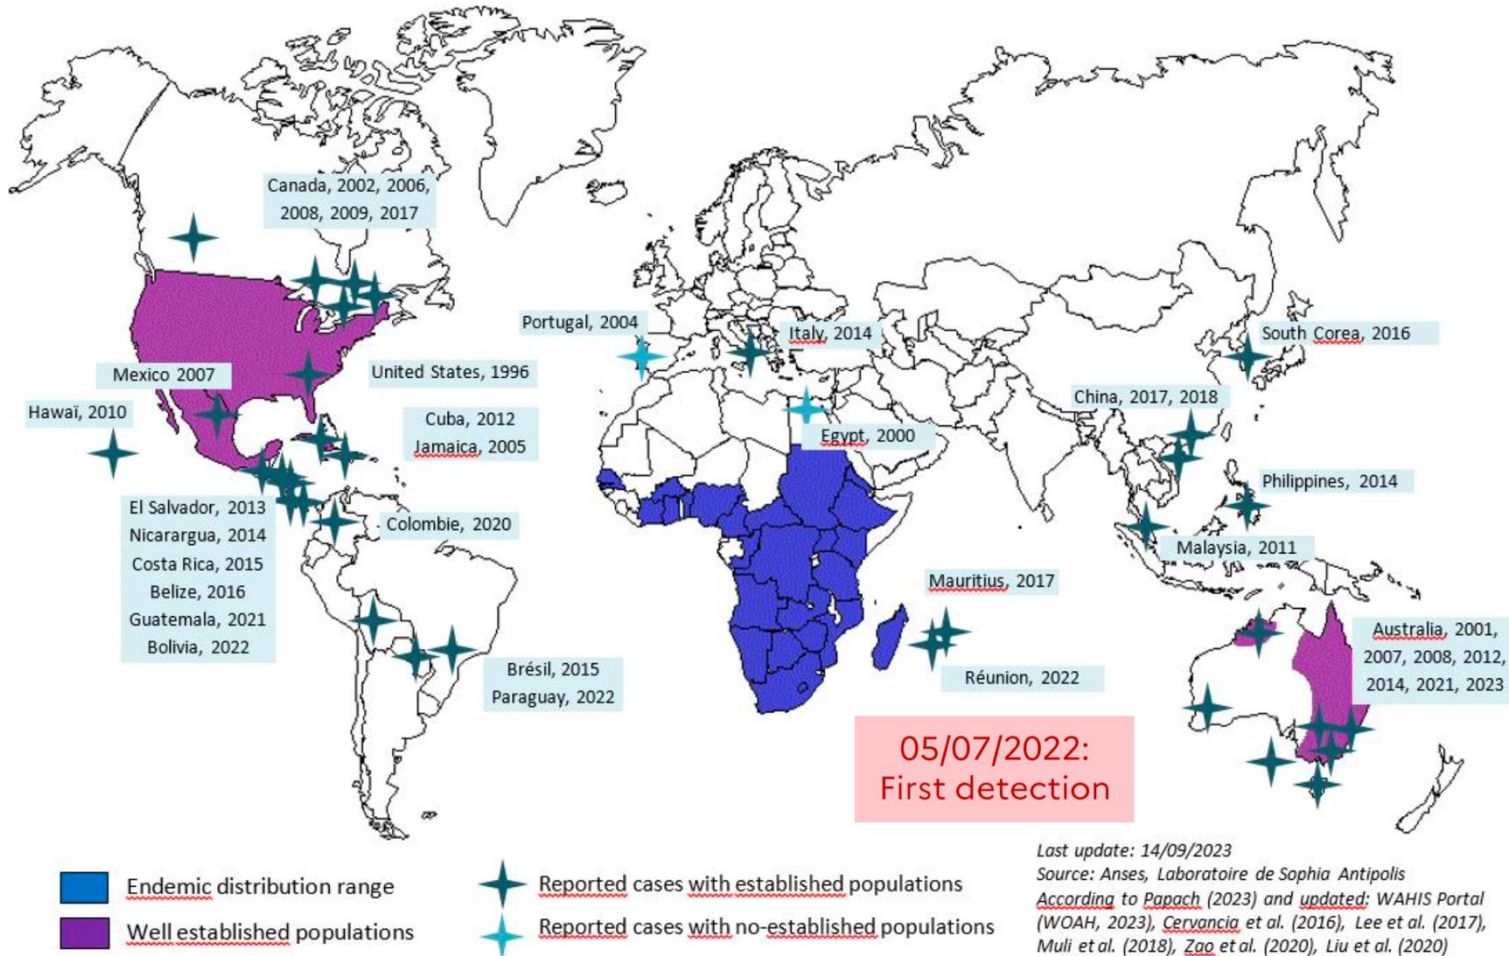 Canada, 2002, 2006,
2008, 2009, 2017
Portugal, 2004
Italy, 2014
South Corea, 2016
Mexico 2007
United States, 1996
Hawaï, 2010
Cuba, 2012
Jamaica, 2005
China, 2017, 2018
Egypt, 2000
Philippines, 2014
El Salvador, 2013
Nicarargua, 2014
Costa Rica, 2015
Belize, 2016
Guatemala, 2021
Bolivia, 2022
Colombie, 2020
Malaysia, 2011
Mauritius, 2017
Brésil, 2015
Paraguay, 2022
Réunion, 2022
Australia, 2001,
2007, 2008, 2012,
2014, 2021, 2023
05/07/2022:
First detection
Endemic distribution range
Well established populations
Reported cases with established populations
Reported cases with no-established populations
Last update: 14/09/2023
Source: Anses, Laboratoire de Sophia Antipolis
According to Papach (2023) and updated: WAHIS Portal
(WOAH, 2023), Cervancia et al. (2016), Lee et al. (2017),
Muli et al. (2018), Zao et al. (2020), Liu et al. (2020)